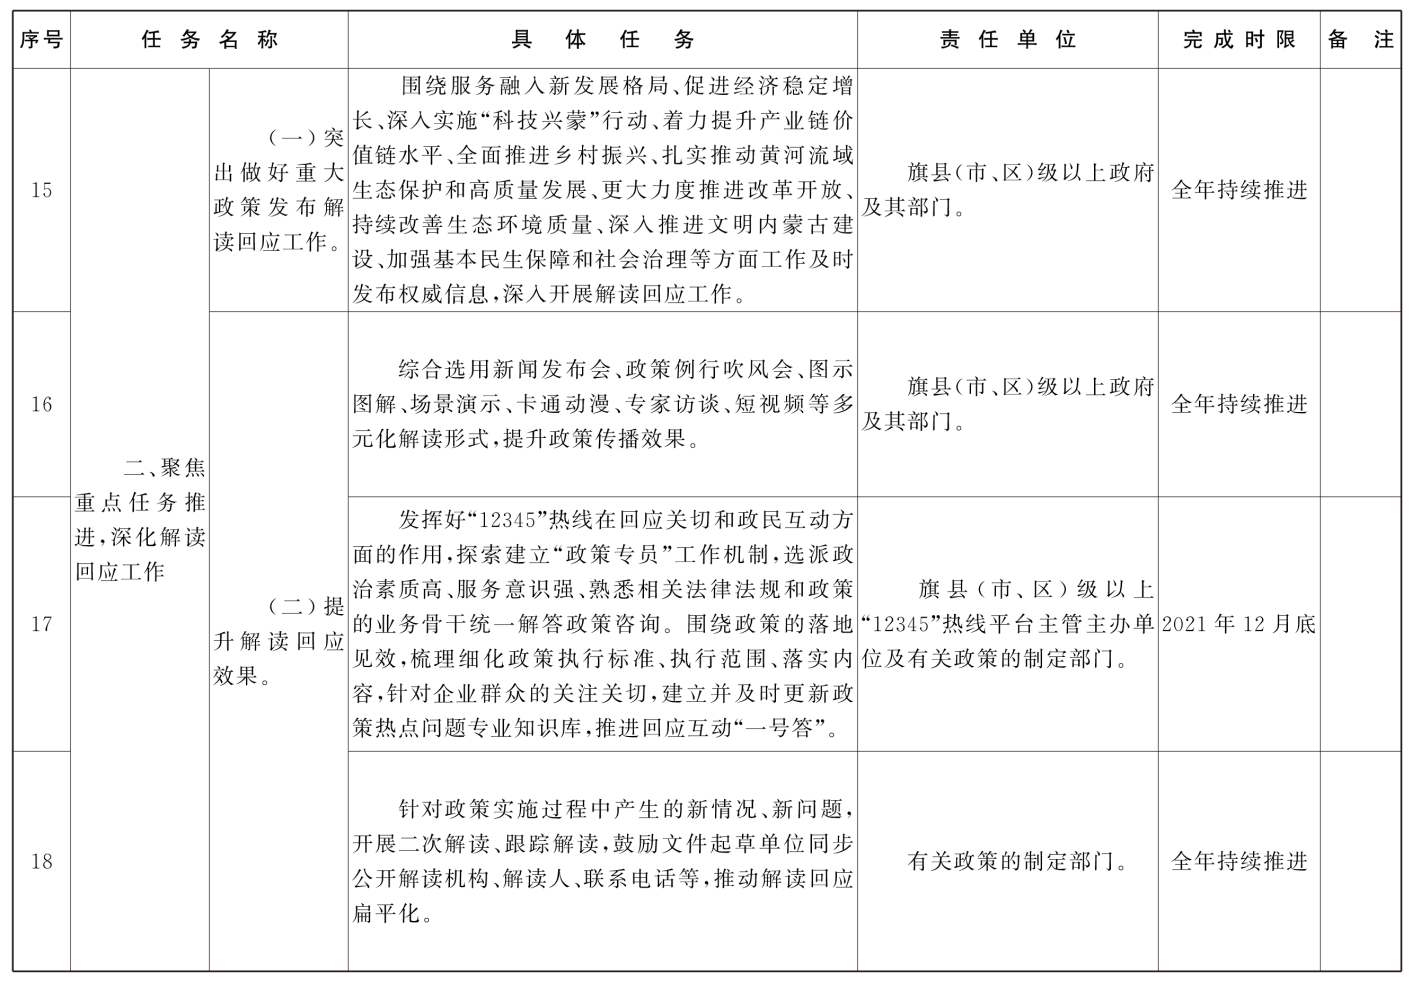 序号 任务名称 具体任务 责任单位 完成时限 备注
15
二、聚焦
重点任务推
进，深化解读
回应工作
（一）突
出做好重大
政策发布解
读回应工作。
围绕服务融入新发展格局、促进经济稳定增
长、深入实施“科技兴蒙”行动、着力提升产业链价
值链水平、全面推进乡村振兴、扎实推动黄河流域
生态保护和高质量发展、更大力度推进改革开放、
持续改善生态环境质量、深入推进文明内蒙古建
设、加强基本民生保障和社会治理等方面工作及时
发布权威信息，深入开展解读回应工作。
旗县（市、区）级以上政府
及其部门。
全年持续推进
16
（二）提
升解读回应
效果。
综合选用新闻发布会、政策例行吹风会、图示
图解、场景演示、卡通动漫、专家访谈、短视频等多
元化解读形式，提升政策传播效果。
旗县（市、区）级以上政府
及其部门。
全年持续推进
17
发挥好“12345”热线在回应关切和政民互动方
面的作用，探索建立“政策专员”工作机制，选派政
治素质高、服务意识强、熟悉相关法律法规和政策
的业务骨干统一解答政策咨询。围绕政策的落地
见效，梳理细化政策执行标准、执行范围、落实内
容，针对企业群众的关注关切，建立并及时更新政
策热点问题专业知识库，推进回应互动“一号答”。
旗县（市、区）级以上
“12345”热线平台主管主办单
位及有关政策的制定部门。
2021年12月底
18
针对政策实施过程中产生的新情况、新问题，
开展二次解读、跟踪解读，鼓励文件起草单位同步
公开解读机构、解读人、联系电话等，推动解读回应
扁平化。
有关政策的制定部门。
全年持续推进